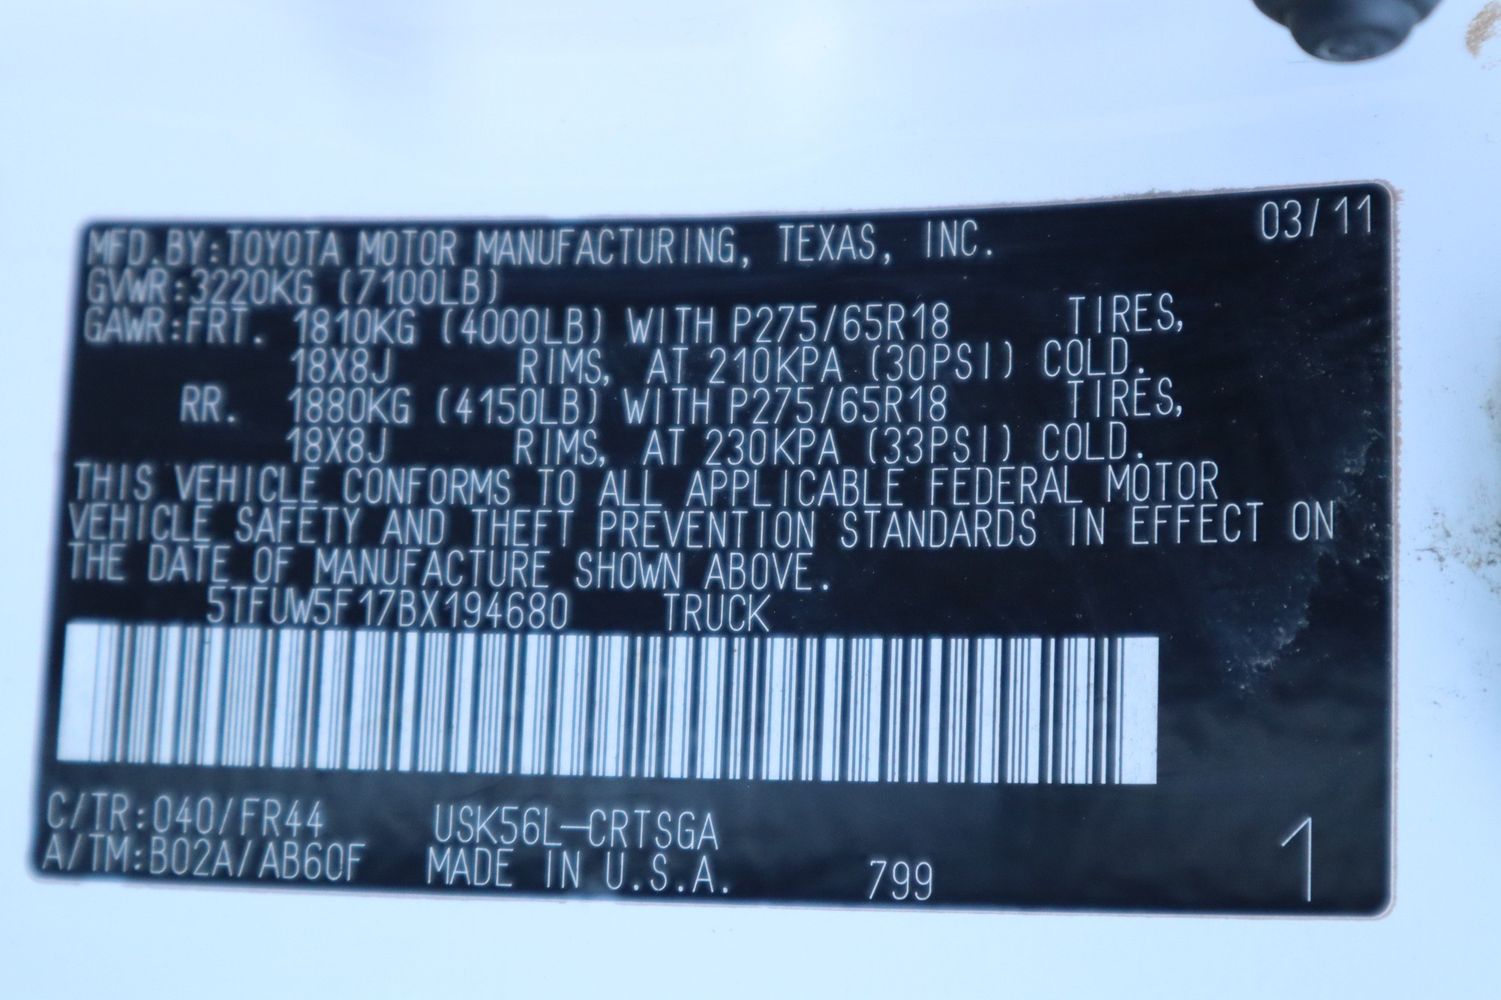 03/11
MFD.BY:TOYOTA MOTOR MANUFACTURING, TEXAS, INC.
GVWR:3220KG (7100LB)
GAWR:FRT. 1810KG (4000LB) WITH P275/65R18 TIRES,
18X8J RIMS, AT 210KPA (30PSI) COLD.
RR. 1880KG (4150LB) WITH P275/65R18 TIRES,
18X8J RIMS, AT 230KPA (33PSI) COLD.
THIS VEHICLE CONFORMS TO ALL APPLICABLE FEDERAL MOTOR
VEHICLE SAFETY AND THEFT PREVENTION STANDARDS IN EFFECT ON
THE DATE OF MANUFACTURE SHOWN ABOVE.
5TFUW5F17BX194680 TRUCK
C/TR:040/FR44 USK56L-CRTSGA
A/TM:B02A/AB60F MADE IN U.S.A. 799
1